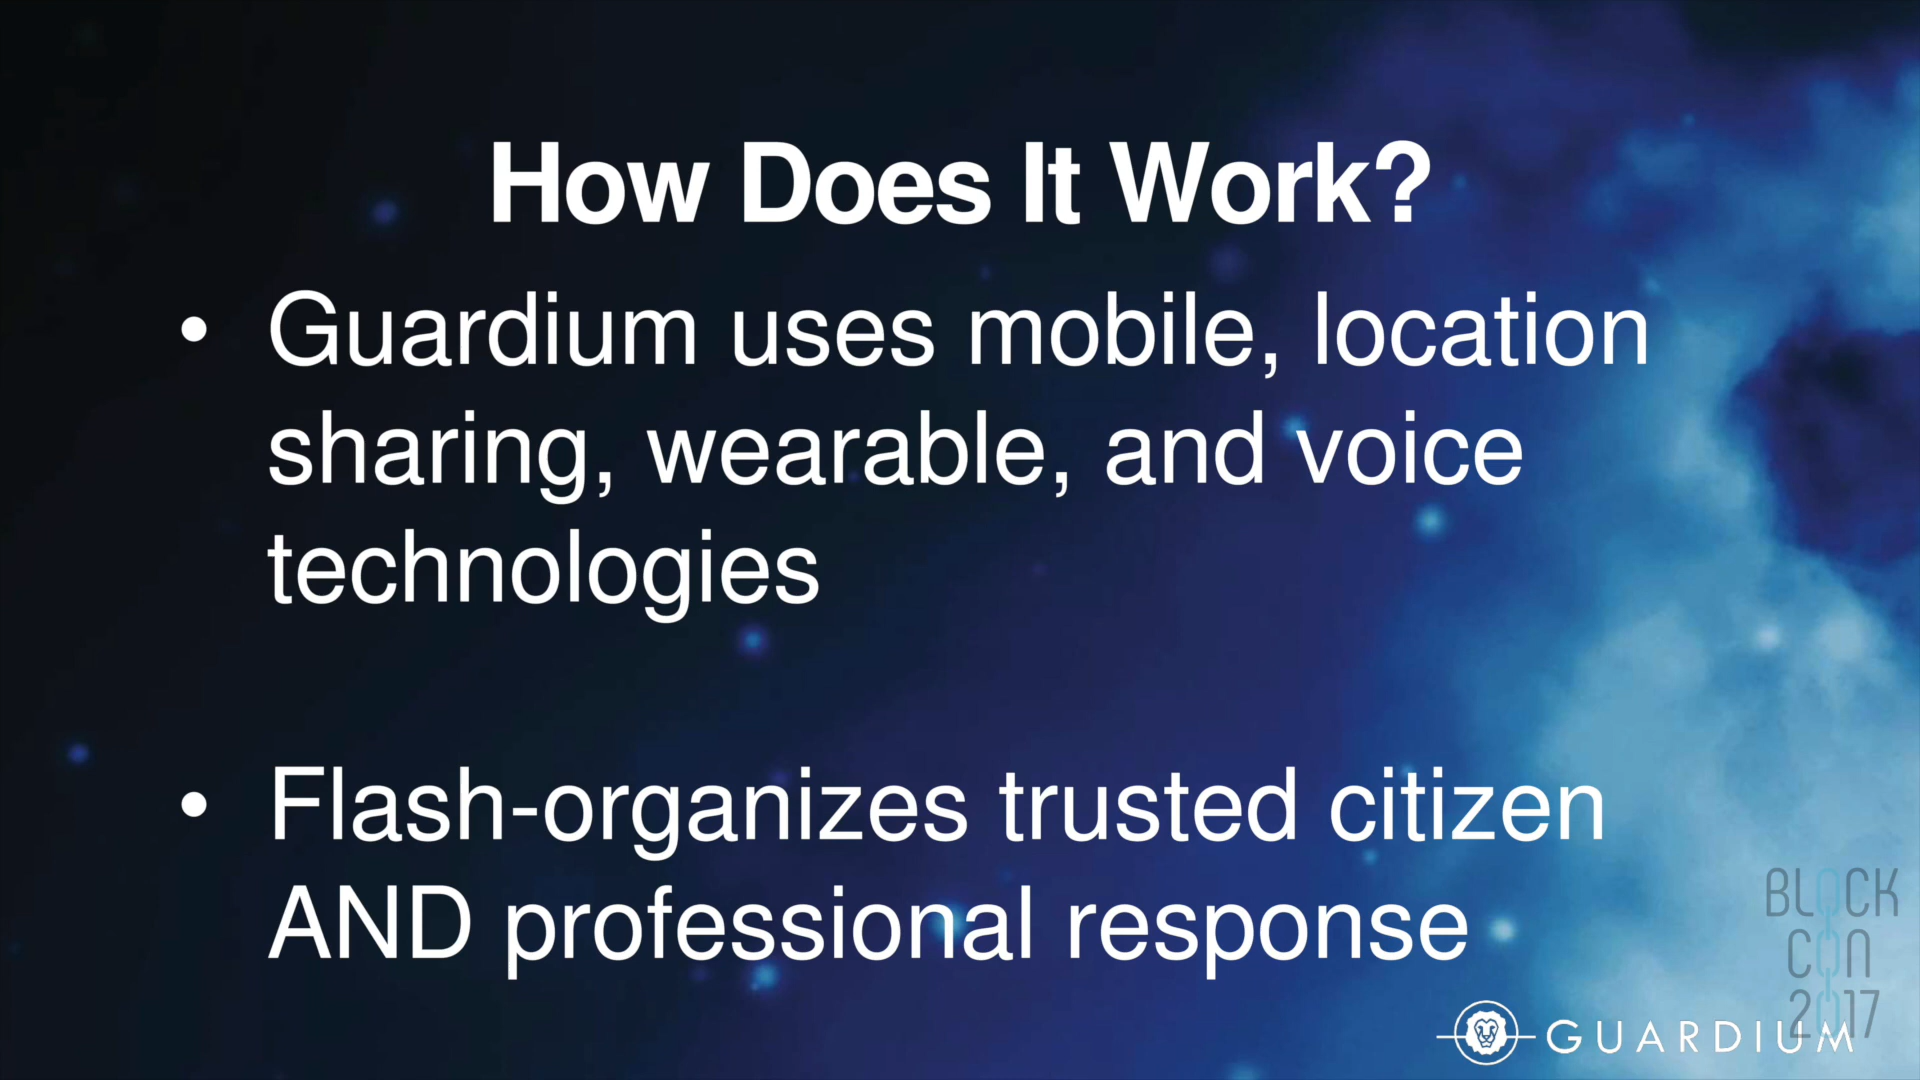 How Does It Work?
• Guardium uses mobile, location
sharing, wearable, and voice
technologies
• Flash-organizes trusted citizen
AND professional response
BLOCK
CON
2017
GUARDIUM